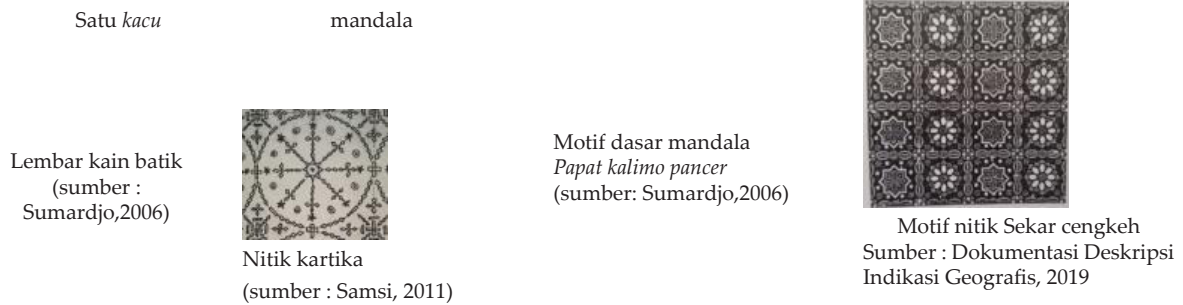 Satu kacu
mandala
Lembar kain batik
(sumber :
Sumardjo,2006)
Nitik kartika
(sumber : Samsi, 2011)
Motif dasar mandala
Papat kalimo pancer
(sumber: Sumardjo,2006)
Motif nitik Sekar cengkeh
Sumber : Dokumentasi Deskripsi
Indikasi Geografis, 2019